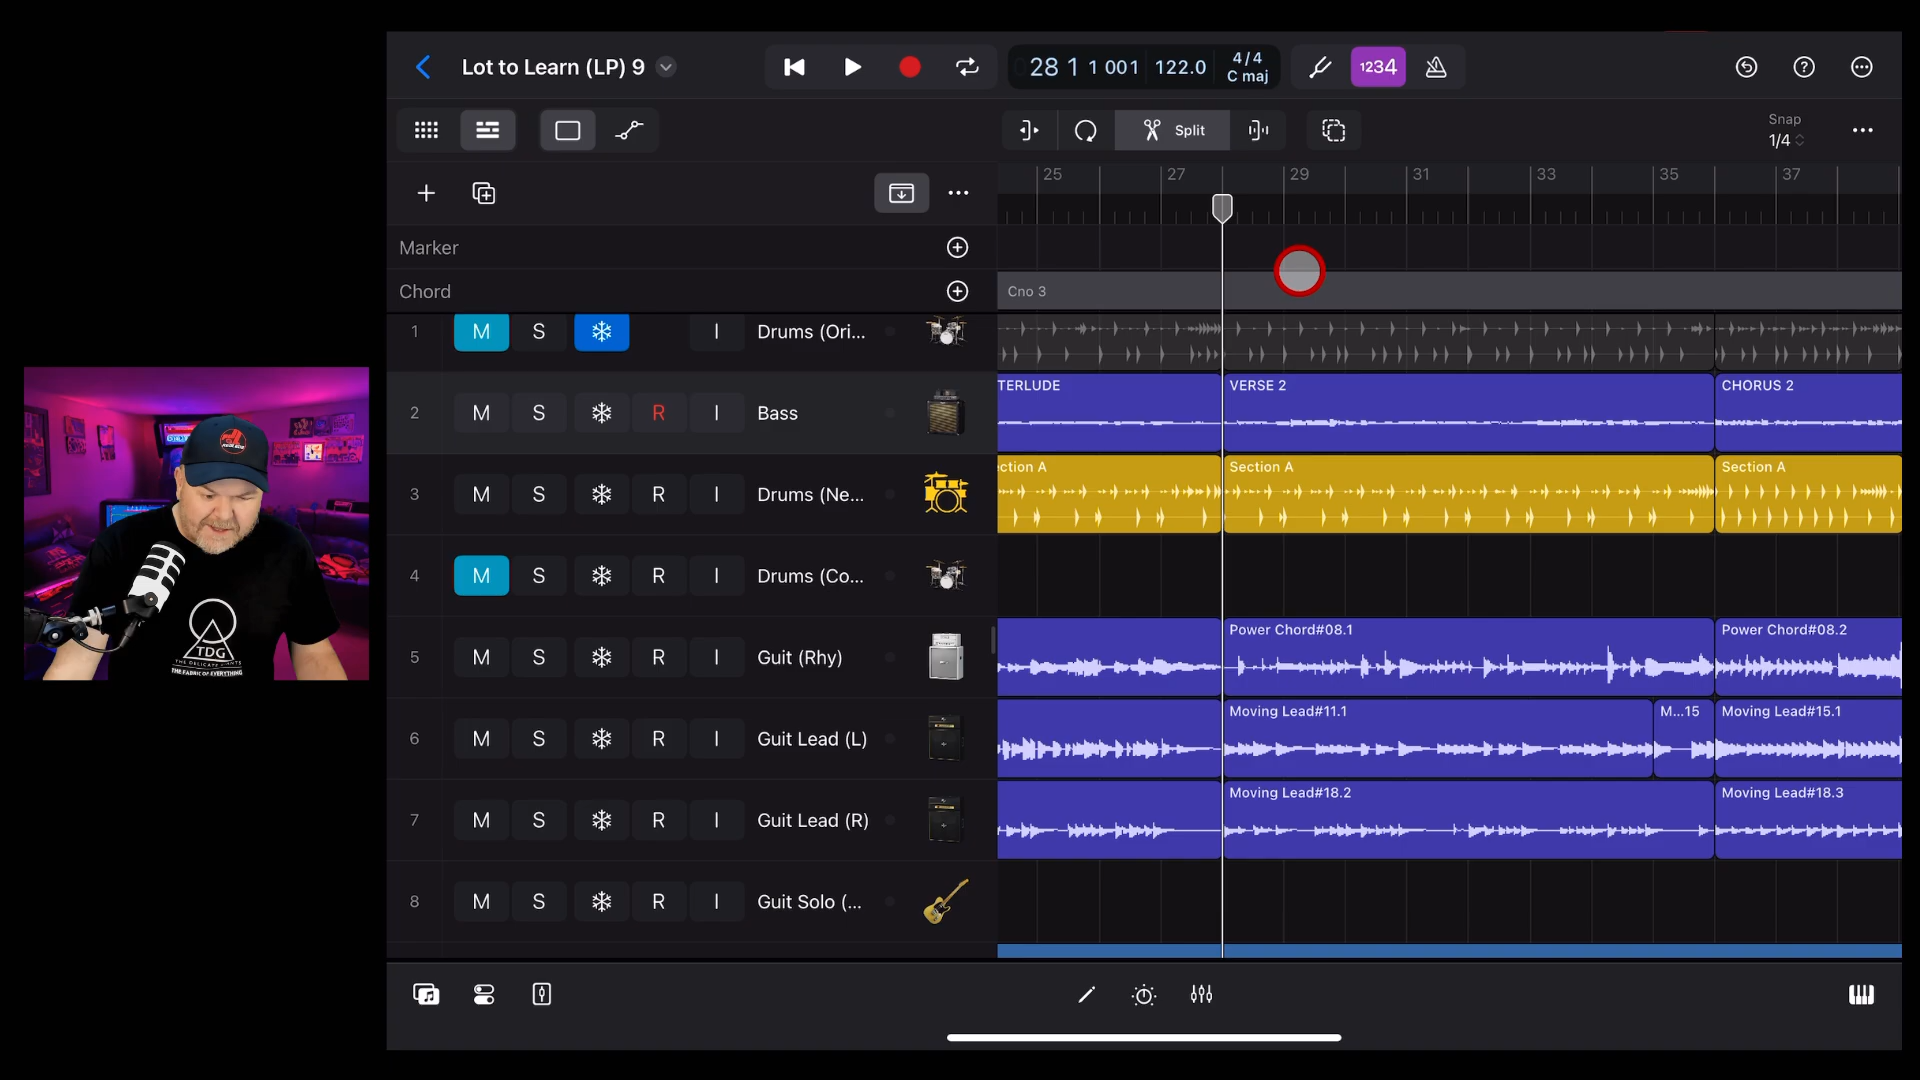 Lot to Learn (LP) 9
28 1 1 001
122.0
4/4
C maj
1234
Split
Snap
1/4
25
27
29
31
33
35
37
Marker
Chord
Cno 3
1
M
S
I
Drums (Ori...
TERLUDE
VERSE 2
CHORUS 2
2
M
S
R
I
Bass
ction A
Section A
Section A
3
M
S
R
I
Drums (Ne...
4
M
S
R
I
Drums (Co...
Power Chord#08.1
Power Chord#08.2
5
M
S
R
I
Guit (Rhy)
Moving Lead#11.1
M...15
Moving Lead#15.1
6
M
S
R
I
Guit Lead (L)
Moving Lead#18.2
Moving Lead#18.3
7
M
S
R
I
Guit Lead (R)
8
M
S
R
I
Guit Solo (...
TDG
THE FABRIC OF EVERYTHING